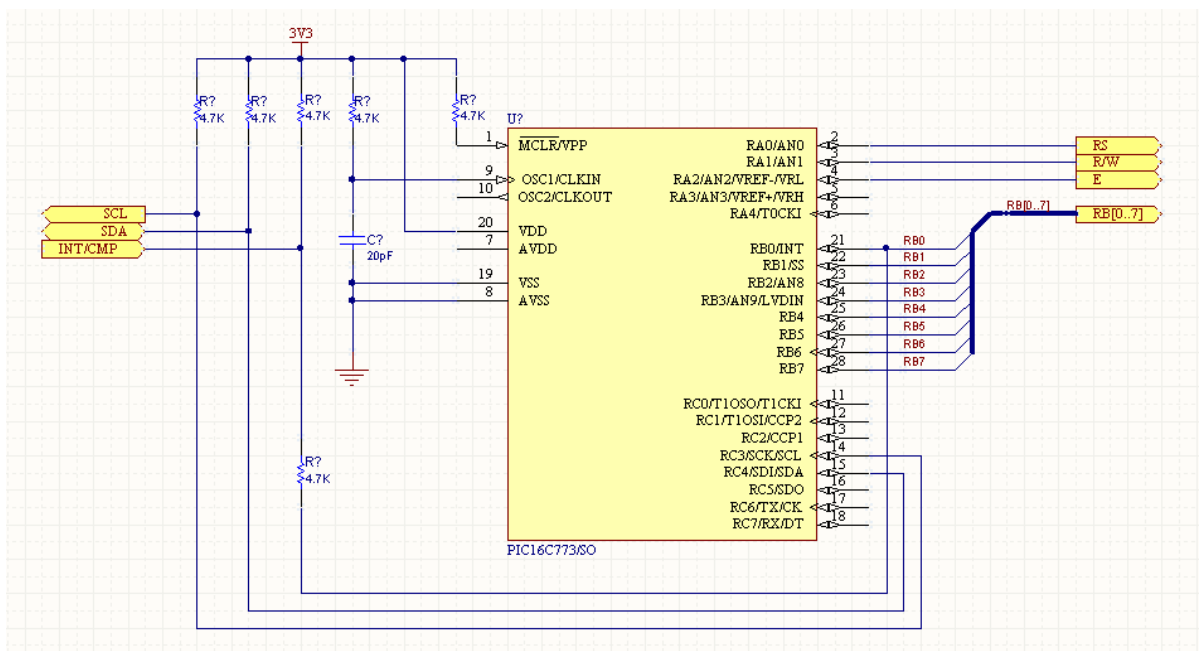 3V3
R?
4.7K
R?
4.7K
R?
4.7K
R?
4.7K
R?
4.7K
U?
1
MCLR/VPP
9
OSC1/CLKIN
10
OSC2/CLKOUT
20
VDD
7
AVDD
19
VSS
8
AVSS
RA0/AN0
2
RA1/AN1
3
RA2/AN2/VREF-/VRL
4
RA3/AN3/VREF+/VRH
5
RA4/T0CKI
6
RB0/INT
21
RB0
RB1/SS
22
RB1
RB2/AN8
23
RB2
RB3/AN9/LVDIN
24
RB3
RB4
25
RB4
RB5
26
RB5
RB6
27
RB6
RB7
28
RB7
RC0/T1OSO/T1CKI
11
RC1/T1OSI/CCP2
12
RC2/CCP1
13
RC3/SCK/SCL
14
RC4/SDI/SDA
15
RC5/SDO
16
RC6/TX/CK
17
RC7/RX/DT
18
PIC16C773/SO
RS
R/W
E
RB[0..7]
RB[0..7]
SCL
SDA
INT/CMP
C?
20pF
R?
4.7K